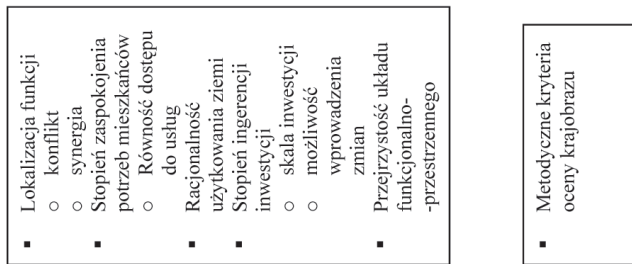 ▪ Lokalizacja funkcji
○ konflikt
○ synergia
▪ Stopień zaspokojenia
potrzeb mieszkańców
○ Równość dostępu
do usług
▪ Racjonalność
użytkowania ziemi
▪ Stopień ingerencji
inwestycji
○ skala inwestycji
○ możliwość
wprowadzenia
zmian
▪ Przejrzystość układu
funkcjonalno-
-przestrzennego
▪ Metodyczne kryteria
oceny krajobrazu